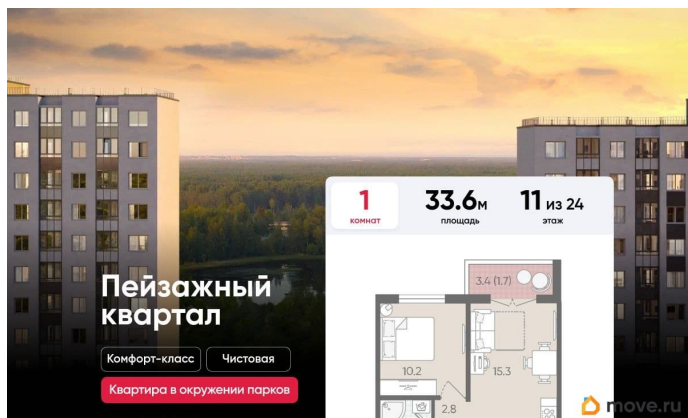 1
комнат
33.6м
площадь
11 из 24
этаж
Пейзажный
квартал
Комфорт-класс
Чистовая
Квартира в окружении парков
3.4 (1.7)
10.2
15.3
2.8
move.ru